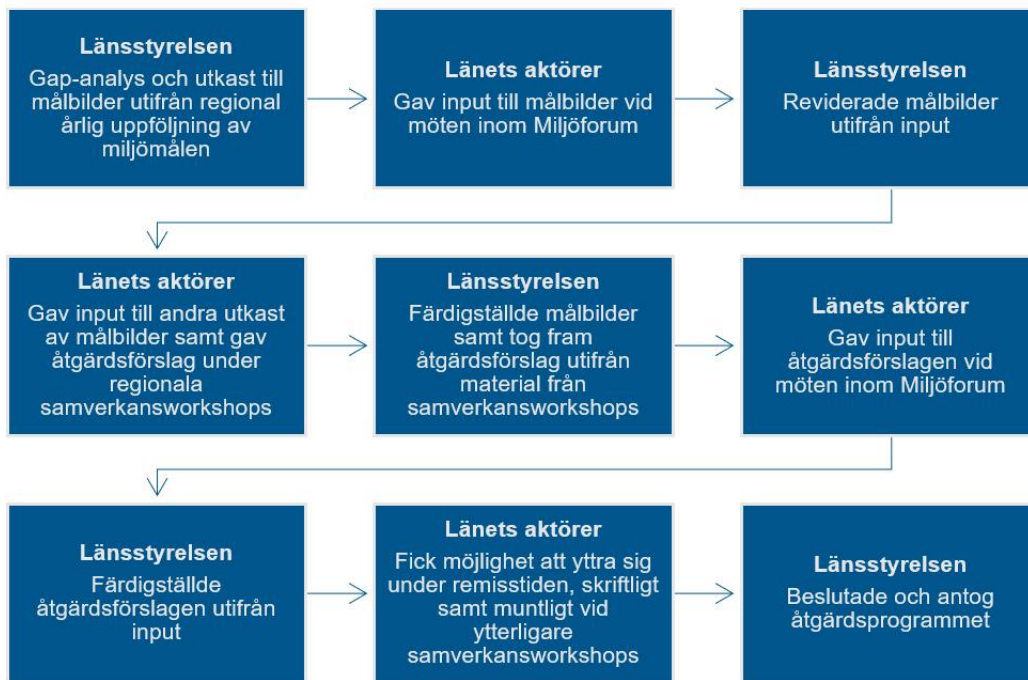 Länsstyrelsen
Gap-analys och utkast till
målbilder utifrån regional
årlig uppföljning av
miljömålen
Länets aktörer
Gav input till målbilder vid
möten inom Miljöforum
Länsstyrelsen
Reviderade målbilder
utifrån input
Länets aktörer
Gav input till andra utkast
av målbilder samt gav
åtgärdsförslag under
regionala
samverkansworkshops
Länsstyrelsen
Färdigställde målbilder
samt tog fram
åtgärdsförslag utifrån
material från
samverkansworkshops
Länets aktörer
Gav input till
åtgärdsförslagen vid
möten inom Miljöforum
Länsstyrelsen
Färdigställde
åtgärdsförslagen utifrån
input
Länets aktörer
Fick möjlighet att yttra sig
under remisstiden, skriftligt
samt muntligt vid
ytterligare
samverkansworkshops
Länsstyrelsen
Beslutade och antog
åtgärdsprogrammet